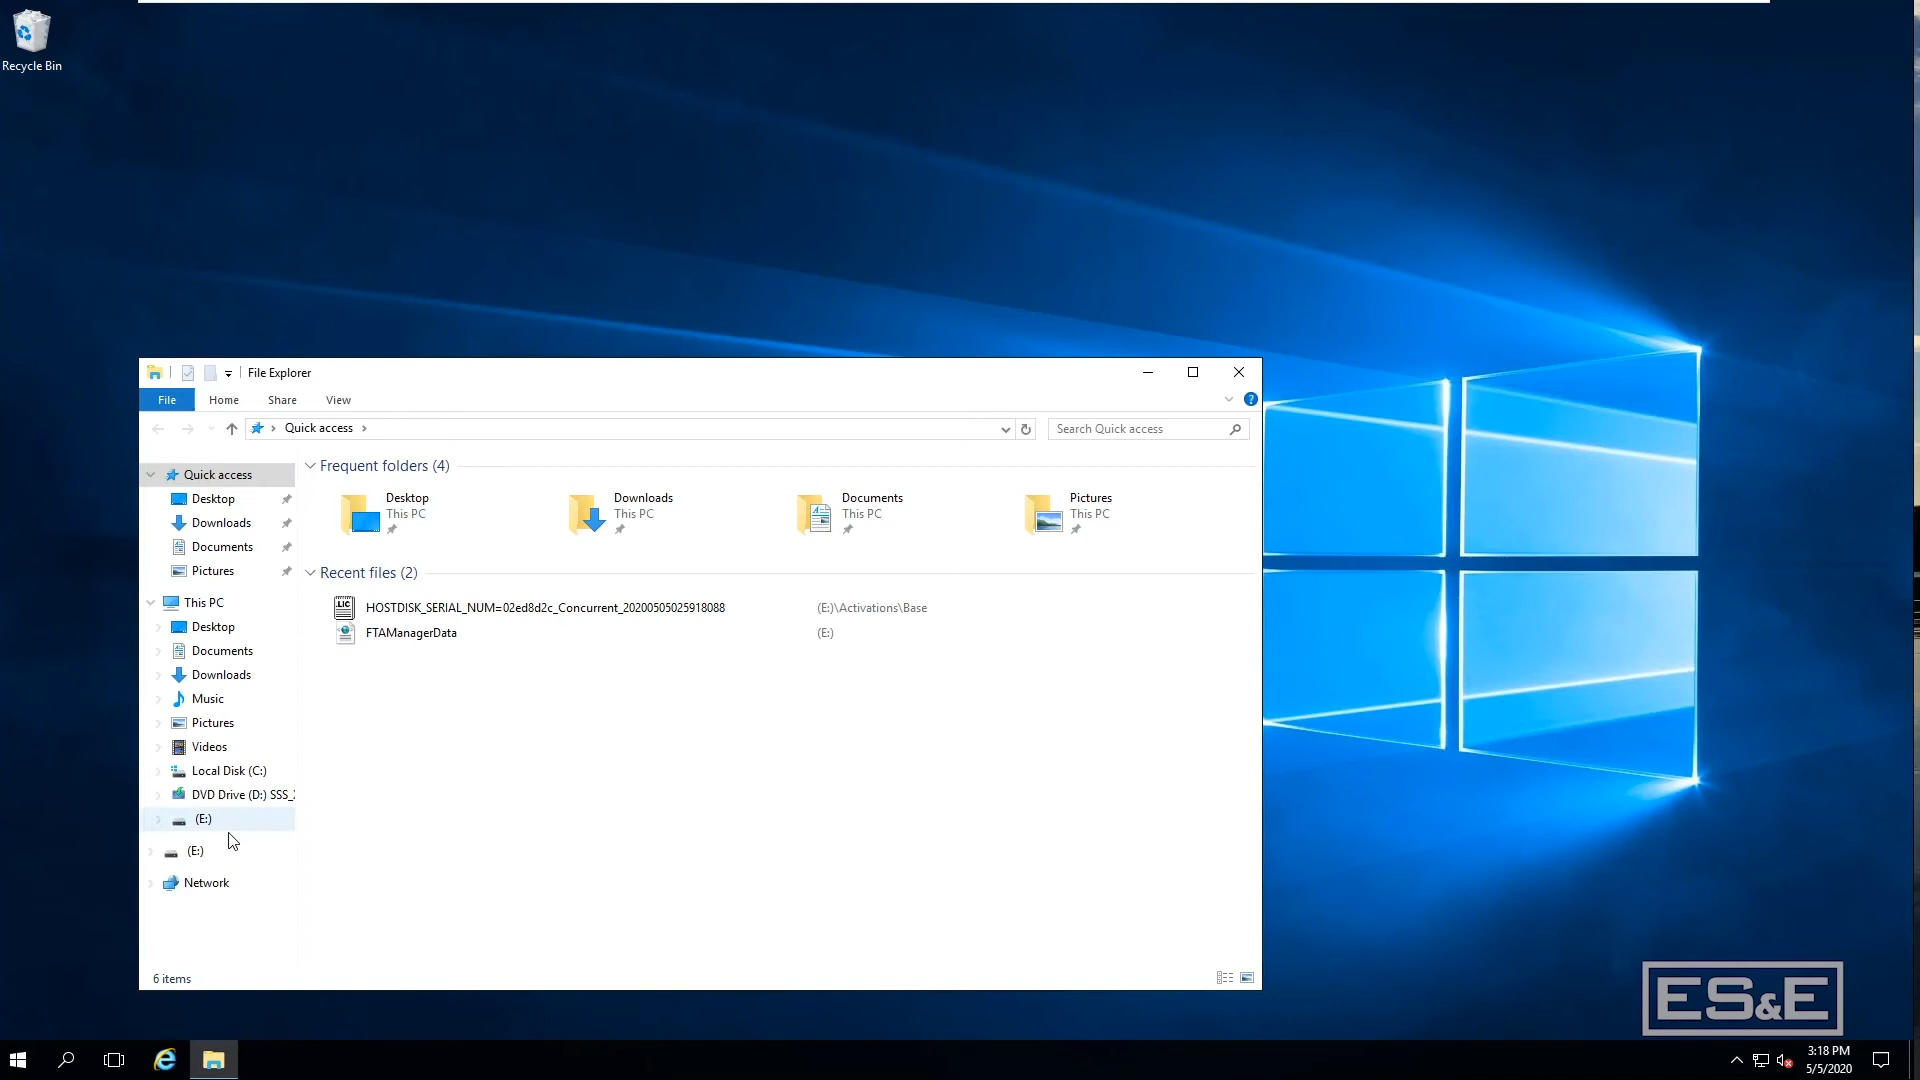 Recycle Bin
File Explorer
File Home Share View
Quick access
Search Quick access
Quick access
Desktop
Downloads
Documents
Pictures
This PC
Desktop
Documents
Downloads
Music
Pictures
Videos
Local Disk (C:)
DVD Drive (D:) SSS_
(E:)
(E:)
Network
Frequent folders (4)
Desktop
This PC
Downloads
This PC
Documents
This PC
Pictures
This PC
Recent files (2)
.LIC
HOSTDISK_SERIAL_NUM=02ed8d2c_Concurrent_20200505025918088 (E:)\Activations\Base
FTAManagerData (E:)
6 items
ES&E
3:18 PM
5/5/2020